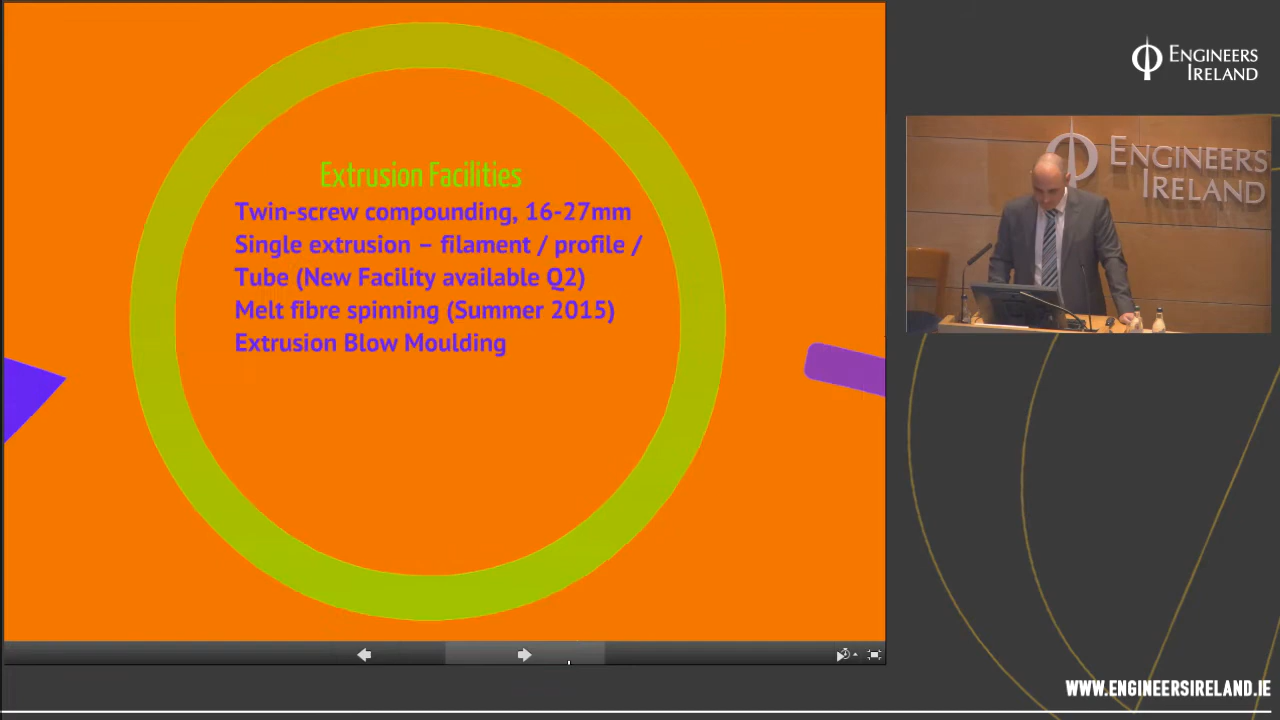 Extrusion Facilities
Twin-screw compounding, 16-27mm
Single extrusion – filament / profile /
Tube (New Facility available Q2)
Melt fibre spinning (Summer 2015)
Extrusion Blow Moulding
ENGINEERS
IRELAND
ENGINEERS
IRELAND
WWW.ENGINEERSIRELAND.IE